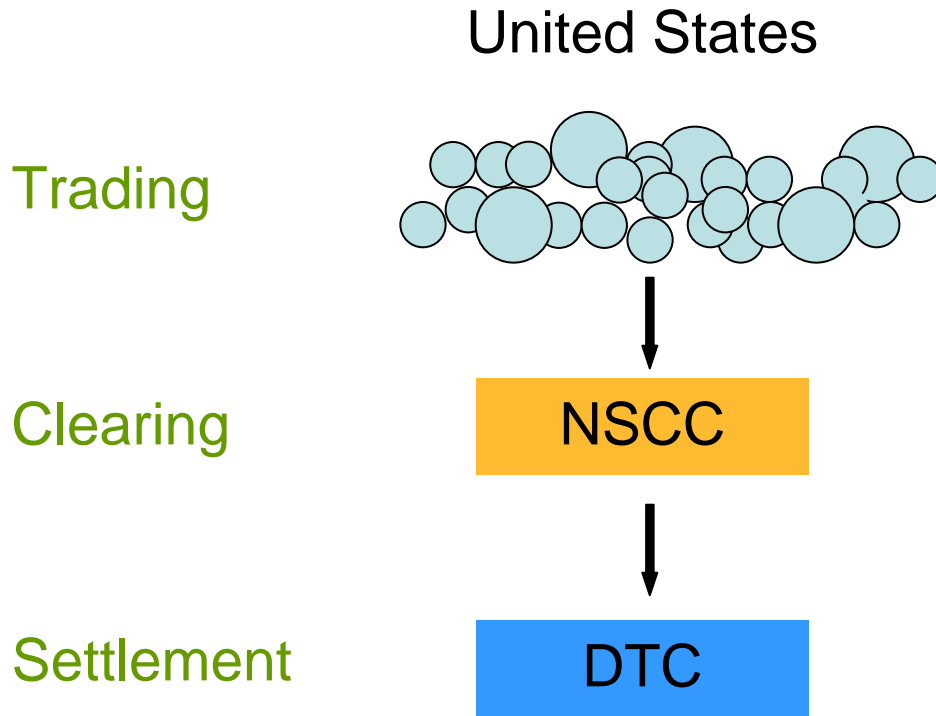 United States
Trading
Clearing
NSCC
Settlement
DTC